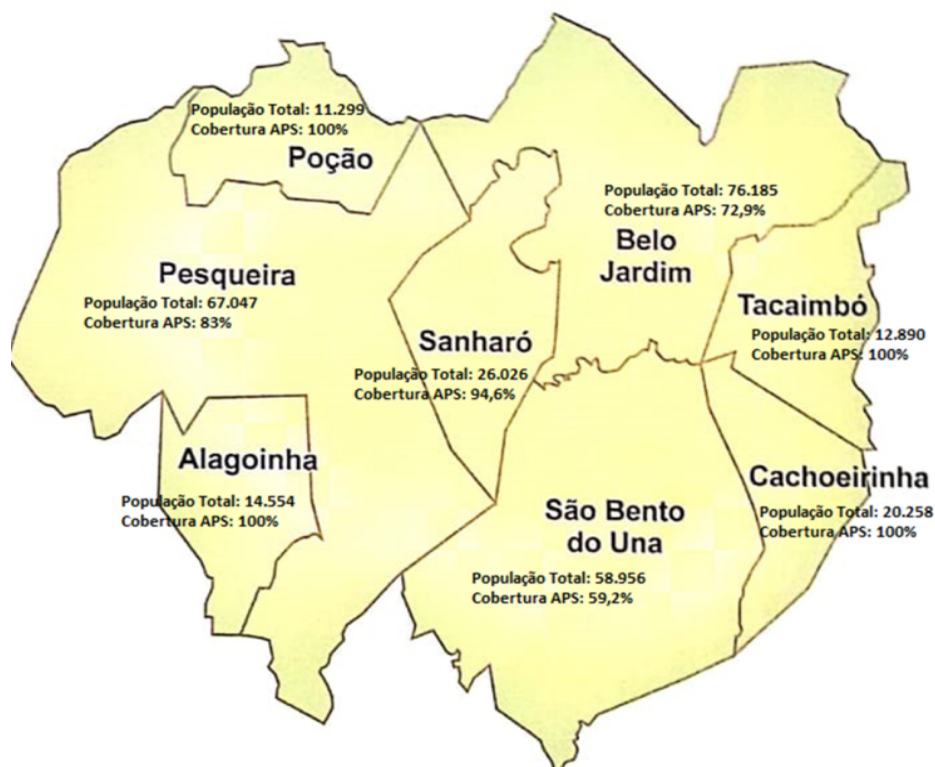 População Total: 11.299
Cobertura APS: 100%
Poção
População Total: 76.185
Cobertura APS: 72,9%
Belo
Jardim
Pesqueira
População Total: 67.047
Cobertura APS: 83%
Tacaimbó
População Total: 12.890
Cobertura APS: 100%
Sanharó
População Total: 26.026
Cobertura APS: 94,6%
Alagoinha
População Total: 14.554
Cobertura APS: 100%
Cachoeirinha
População Total: 20.258
Cobertura APS: 100%
São Bento
do Una
População Total: 58.956
Cobertura APS: 59,2%